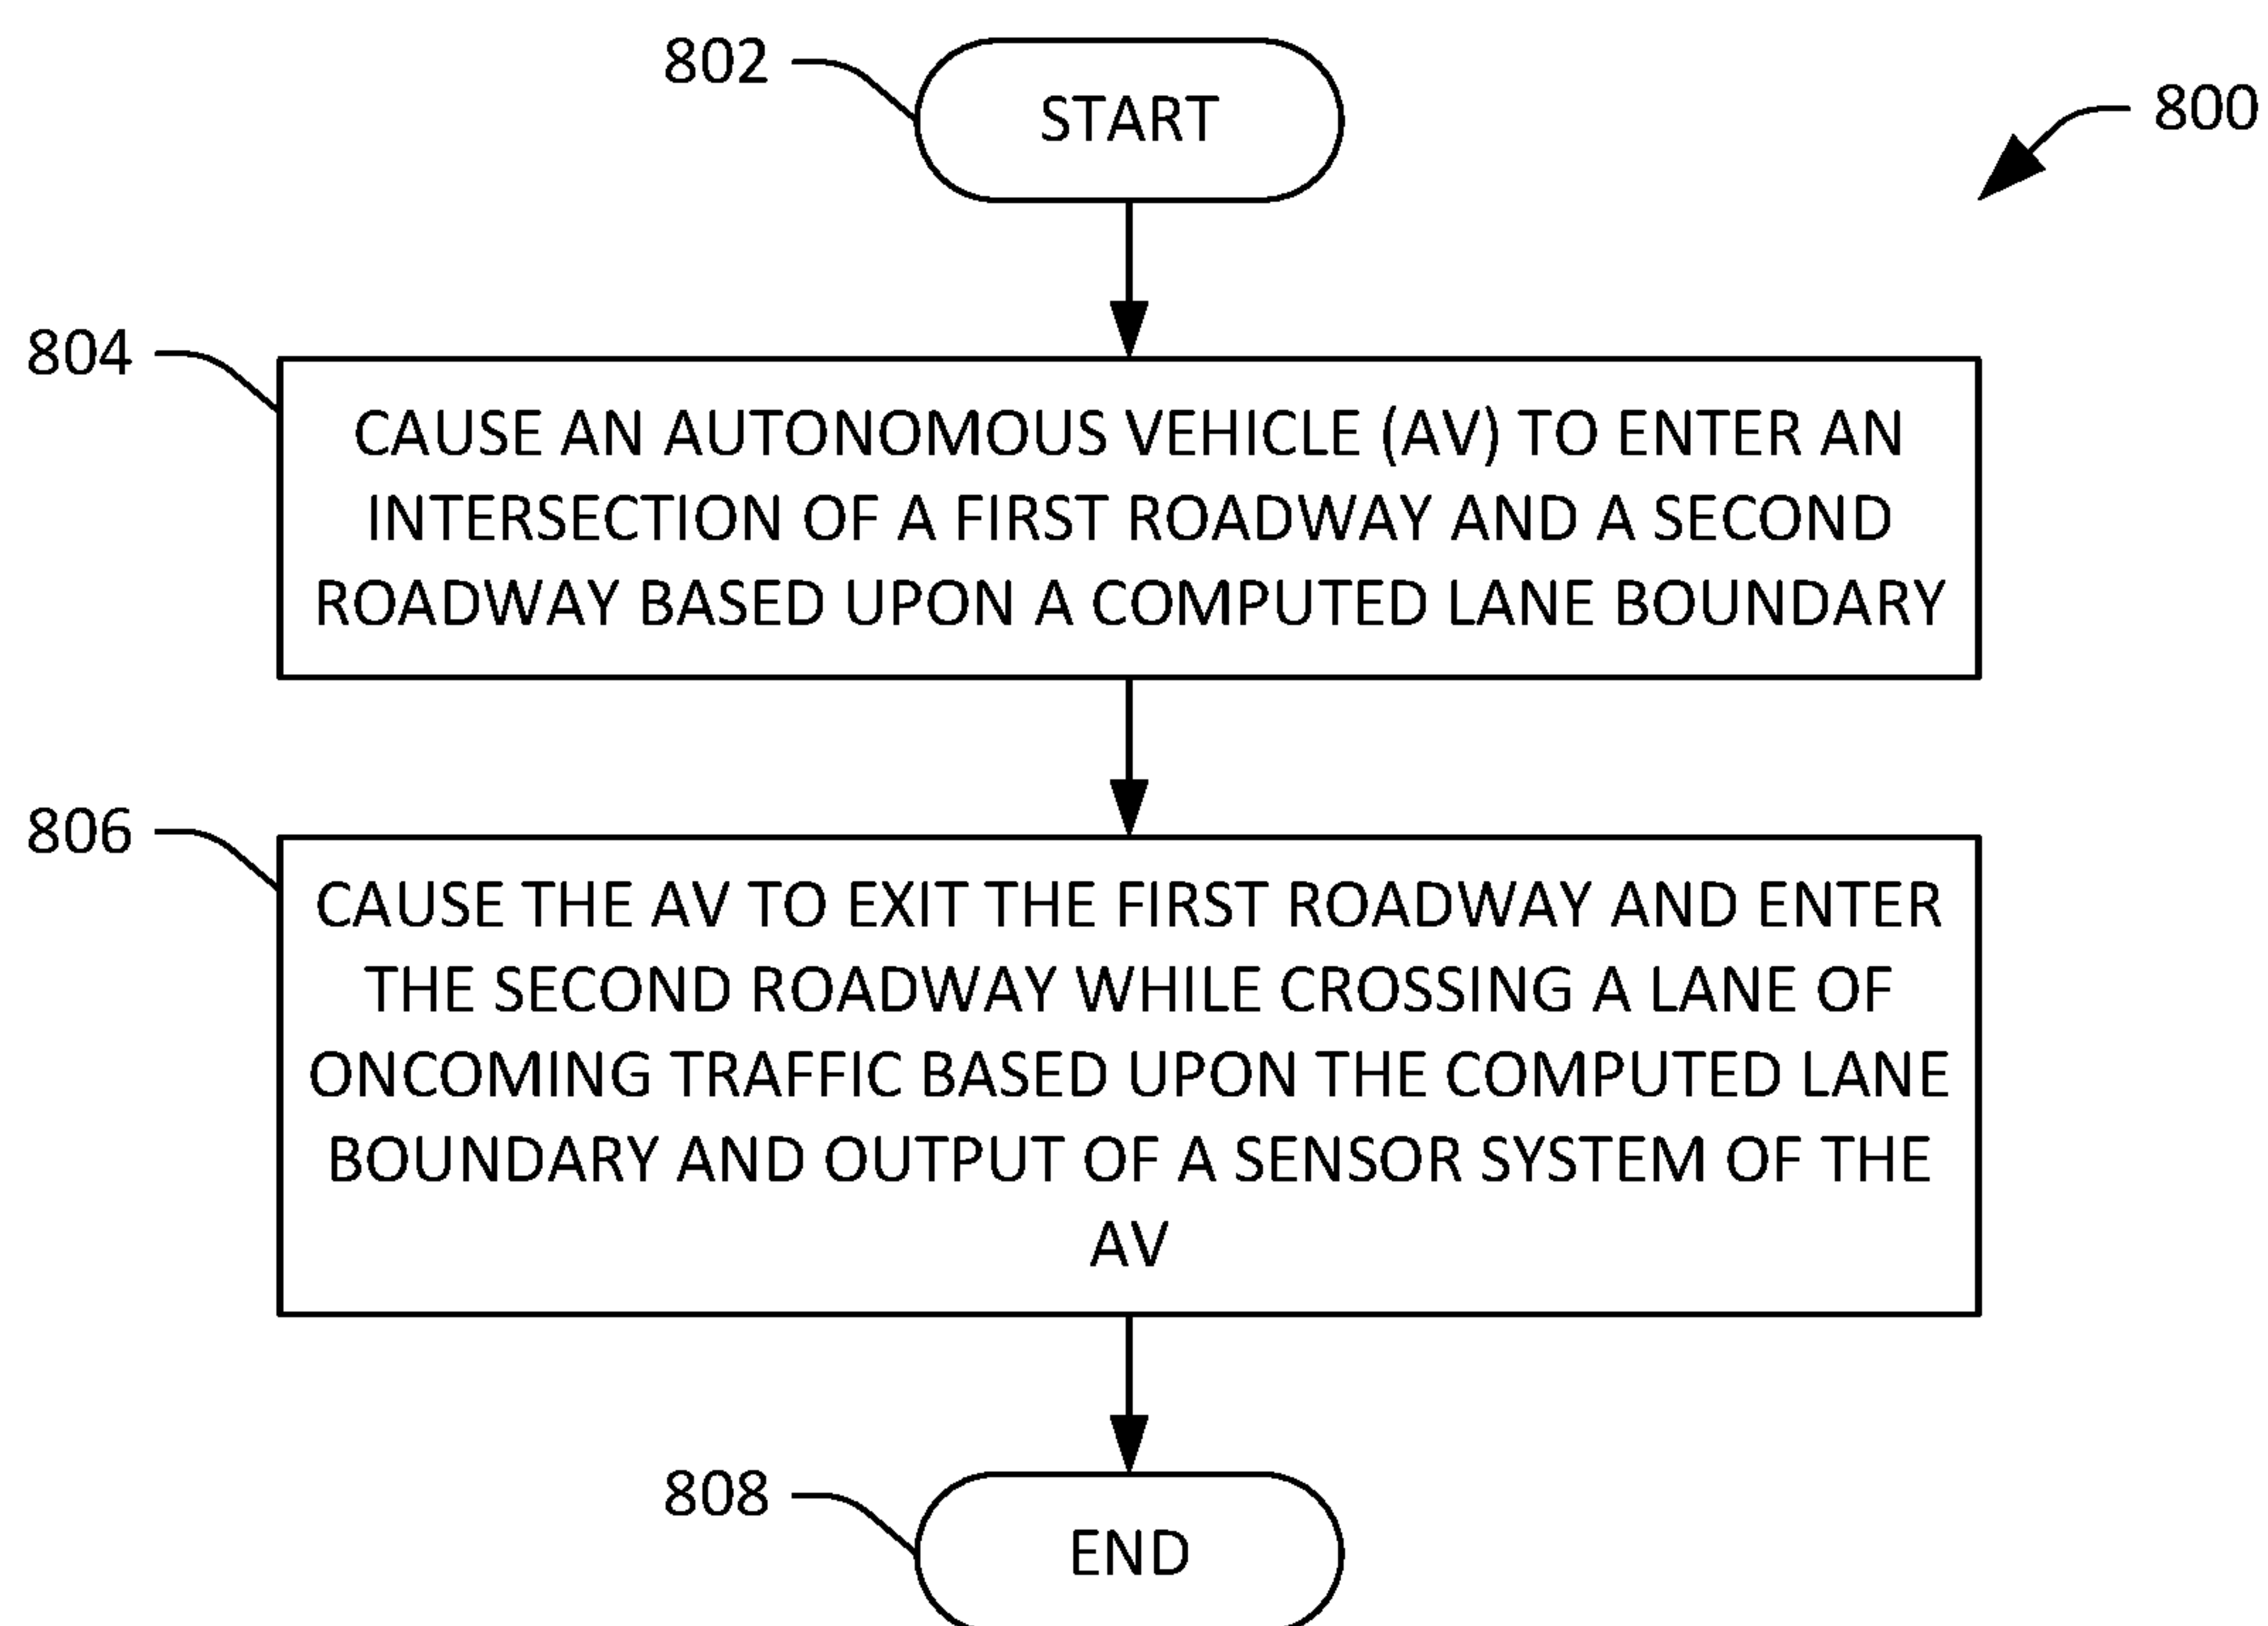 802
START
800
804
CAUSE AN AUTONOMOUS VEHICLE (AV) TO ENTER AN
INTERSECTION OF A FIRST ROADWAY AND A SECOND
ROADWAY BASED UPON A COMPUTED LANE BOUNDARY
806
CAUSE THE AV TO EXIT THE FIRST ROADWAY AND ENTER
THE SECOND ROADWAY WHILE CROSSING A LANE OF
ONCOMING TRAFFIC BASED UPON THE COMPUTED LANE
BOUNDARY AND OUTPUT OF A SENSOR SYSTEM OF THE
AV
808
END